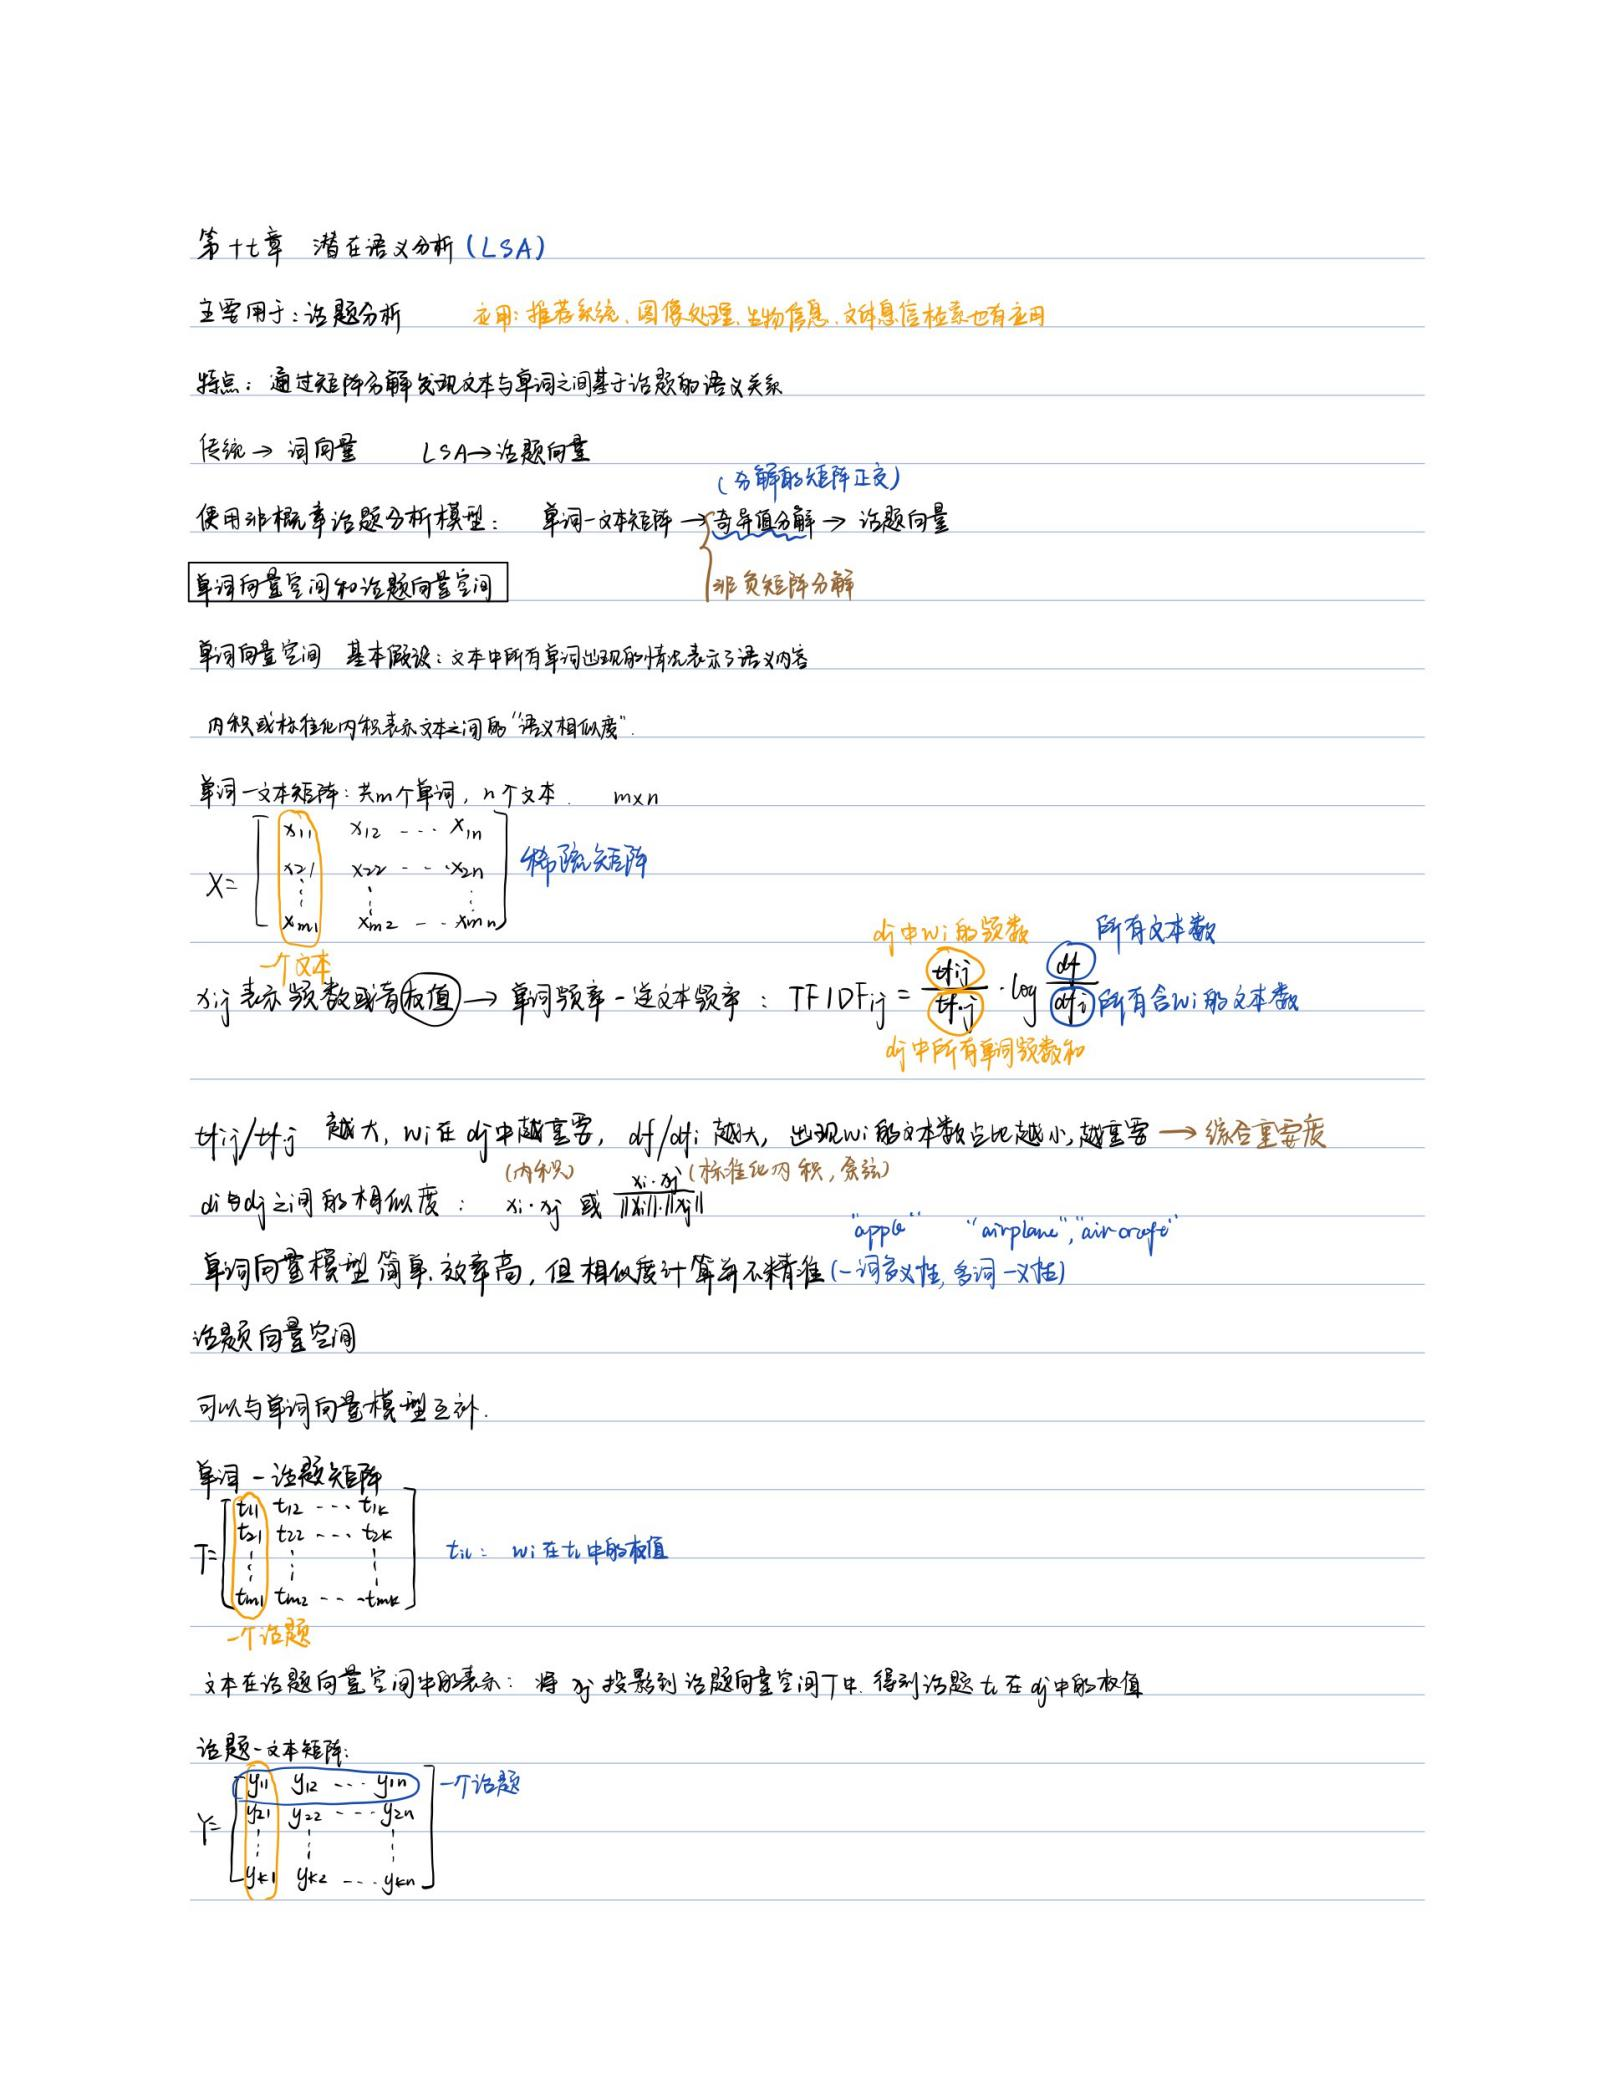 第十七章 潜在语义分析(LSA)
主要用于:话题分析 应用:推荐系统、图像处理、生物信息、文本息信检索也有应用
特点:通过矩阵分解发现文本与单词之间基于话题的语义关系
传统→ 词向量 LSA→话题向量
(分解的矩阵正交)
使用非概率话题分析模型: 单词-文本矩阵→奇异值分解→ 话题向量
非负矩阵分解
单词向量空间和话题向量空间
单词向量空间 基本假设:文本中所有单词出现的情况表示了语义内容
内积或标准化内积表示文本之间的“语义相似度”.
单词-文本矩阵:共m个单词, n个文本. m×n
X= [ x11 x12 --- x1n
x21 x22 --- x2n
⋮ ⋮ ⋮
xm1 xm2 --- xmn ] 稀疏矩阵
一个文本
dj中wi的频数 所有文本数
xij表示频数或者权值→ 单词频率-逆文本频率: TFIDFij = tfij/tf.j · log df/dfi 所有含wi的文本数
dj中所有单词频数和
tfij/tf.j 越大, wi在dj中越重要, df/dfi 越大, 出现wi的文本数占比越小,越重要 → 综合重要度
(内积) (标准化内积,余弦)
di与dj之间的相似度: xi·xj 或 xi·xj/||xi||·||xj||
"apple" "airplane","aircraft"
单词向量模型简单,效率高,但相似度计算并不精准(一词多义性,多词一义性)
话题向量空间
可以与单词向量模型互补.
单词-话题矩阵
T= [ t11 t12 --- t1k
t21 t22 --- t2k
⋮ ⋮ ⋮
tm1 tm2 --- tmk ] til: wi在tl中的权值
一个话题
文本在话题向量空间中的表示: 将xj投影到话题向量空间T中.得到话题tl在dj中的权值
话题-文本矩阵:
Y= [ y11 y12 --- y1n 一个话题
y21 y22 --- y2n
⋮ ⋮ ⋮
yk1 yk2 --- ykn ]